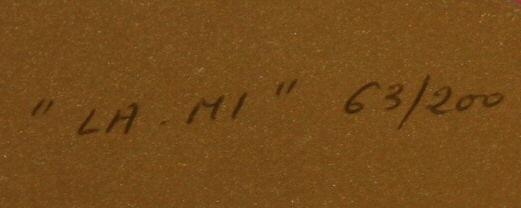 " LA . MI " 63/200